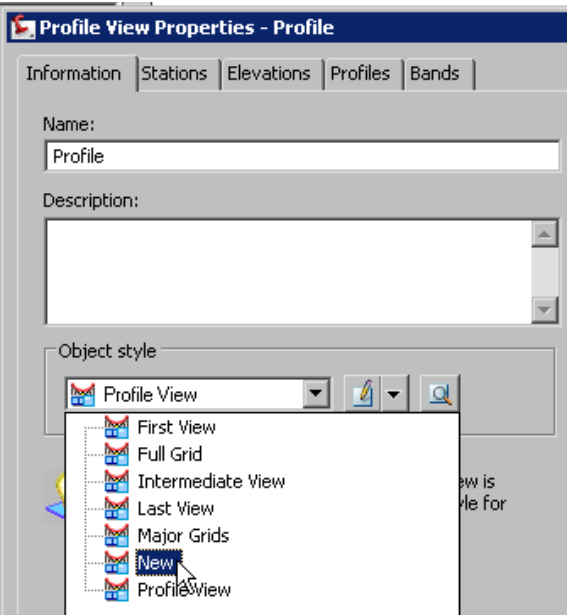 Profile View Properties - Profile
Information Stations Elevations Profiles Bands
Name:
Profile
Description:
Object style
Profile View
First View
Full Grid
Intermediate View
ew is
Last View
yle for
Major Grids
New
Profile View